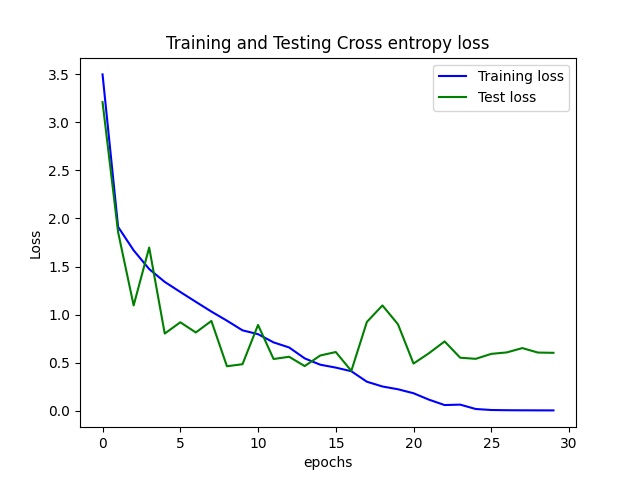 Training and Testing Cross entropy loss
Training loss
Test loss
3.5
3.0
2.5
2.0
1.5
1.0
0.5
0.0
Loss
0 5 10 15 20 25 30
epochs